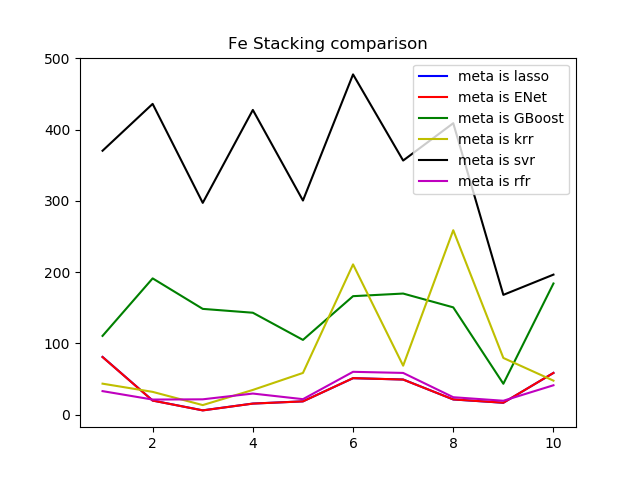 Fe Stacking comparison
500
400
300
200
100
0
2
4
6
8
10
meta is lasso
meta is ENet
meta is GBoost
meta is krr
meta is svr
meta is rfr